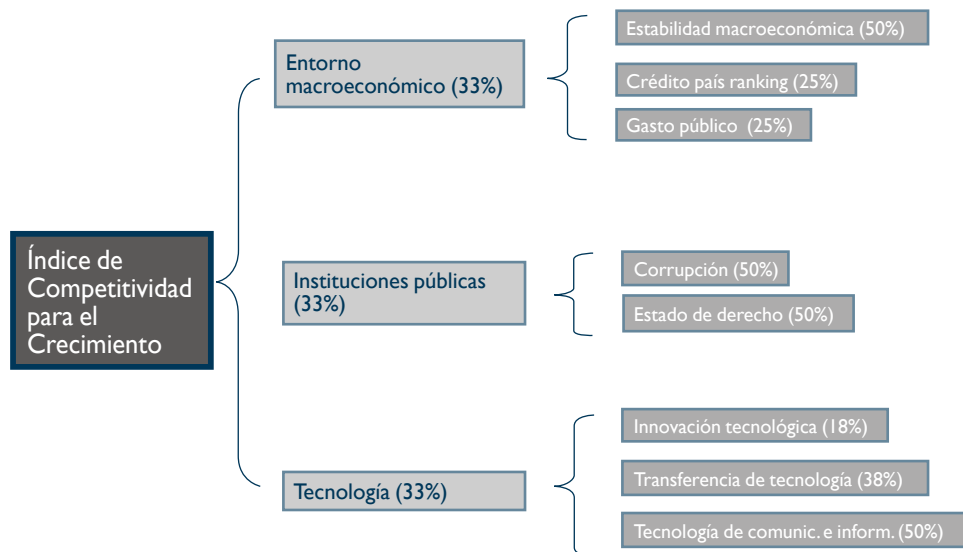 Índice de
Competitividad
para el
Crecimiento
Entorno
macroeconómico (33%)
Estabilidad macroeconómica (50%)
Crédito país ranking (25%)
Gasto público (25%)
Instituciones públicas
(33%)
Corrupción (50%)
Estado de derecho (50%)
Tecnología (33%)
Innovación tecnológica (18%)
Transferencia de tecnología (38%)
Tecnología de comunic. e inform. (50%)